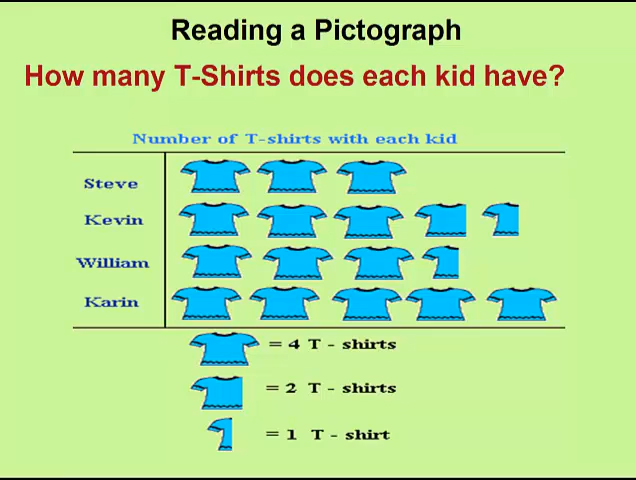 Reading a Pictograph
How many T-Shirts does each kid have?
Number of T-shirts with each kid
Steve
Kevin
William
Karin
= 4 T - shirts
= 2 T - shirts
= 1 T - shirt